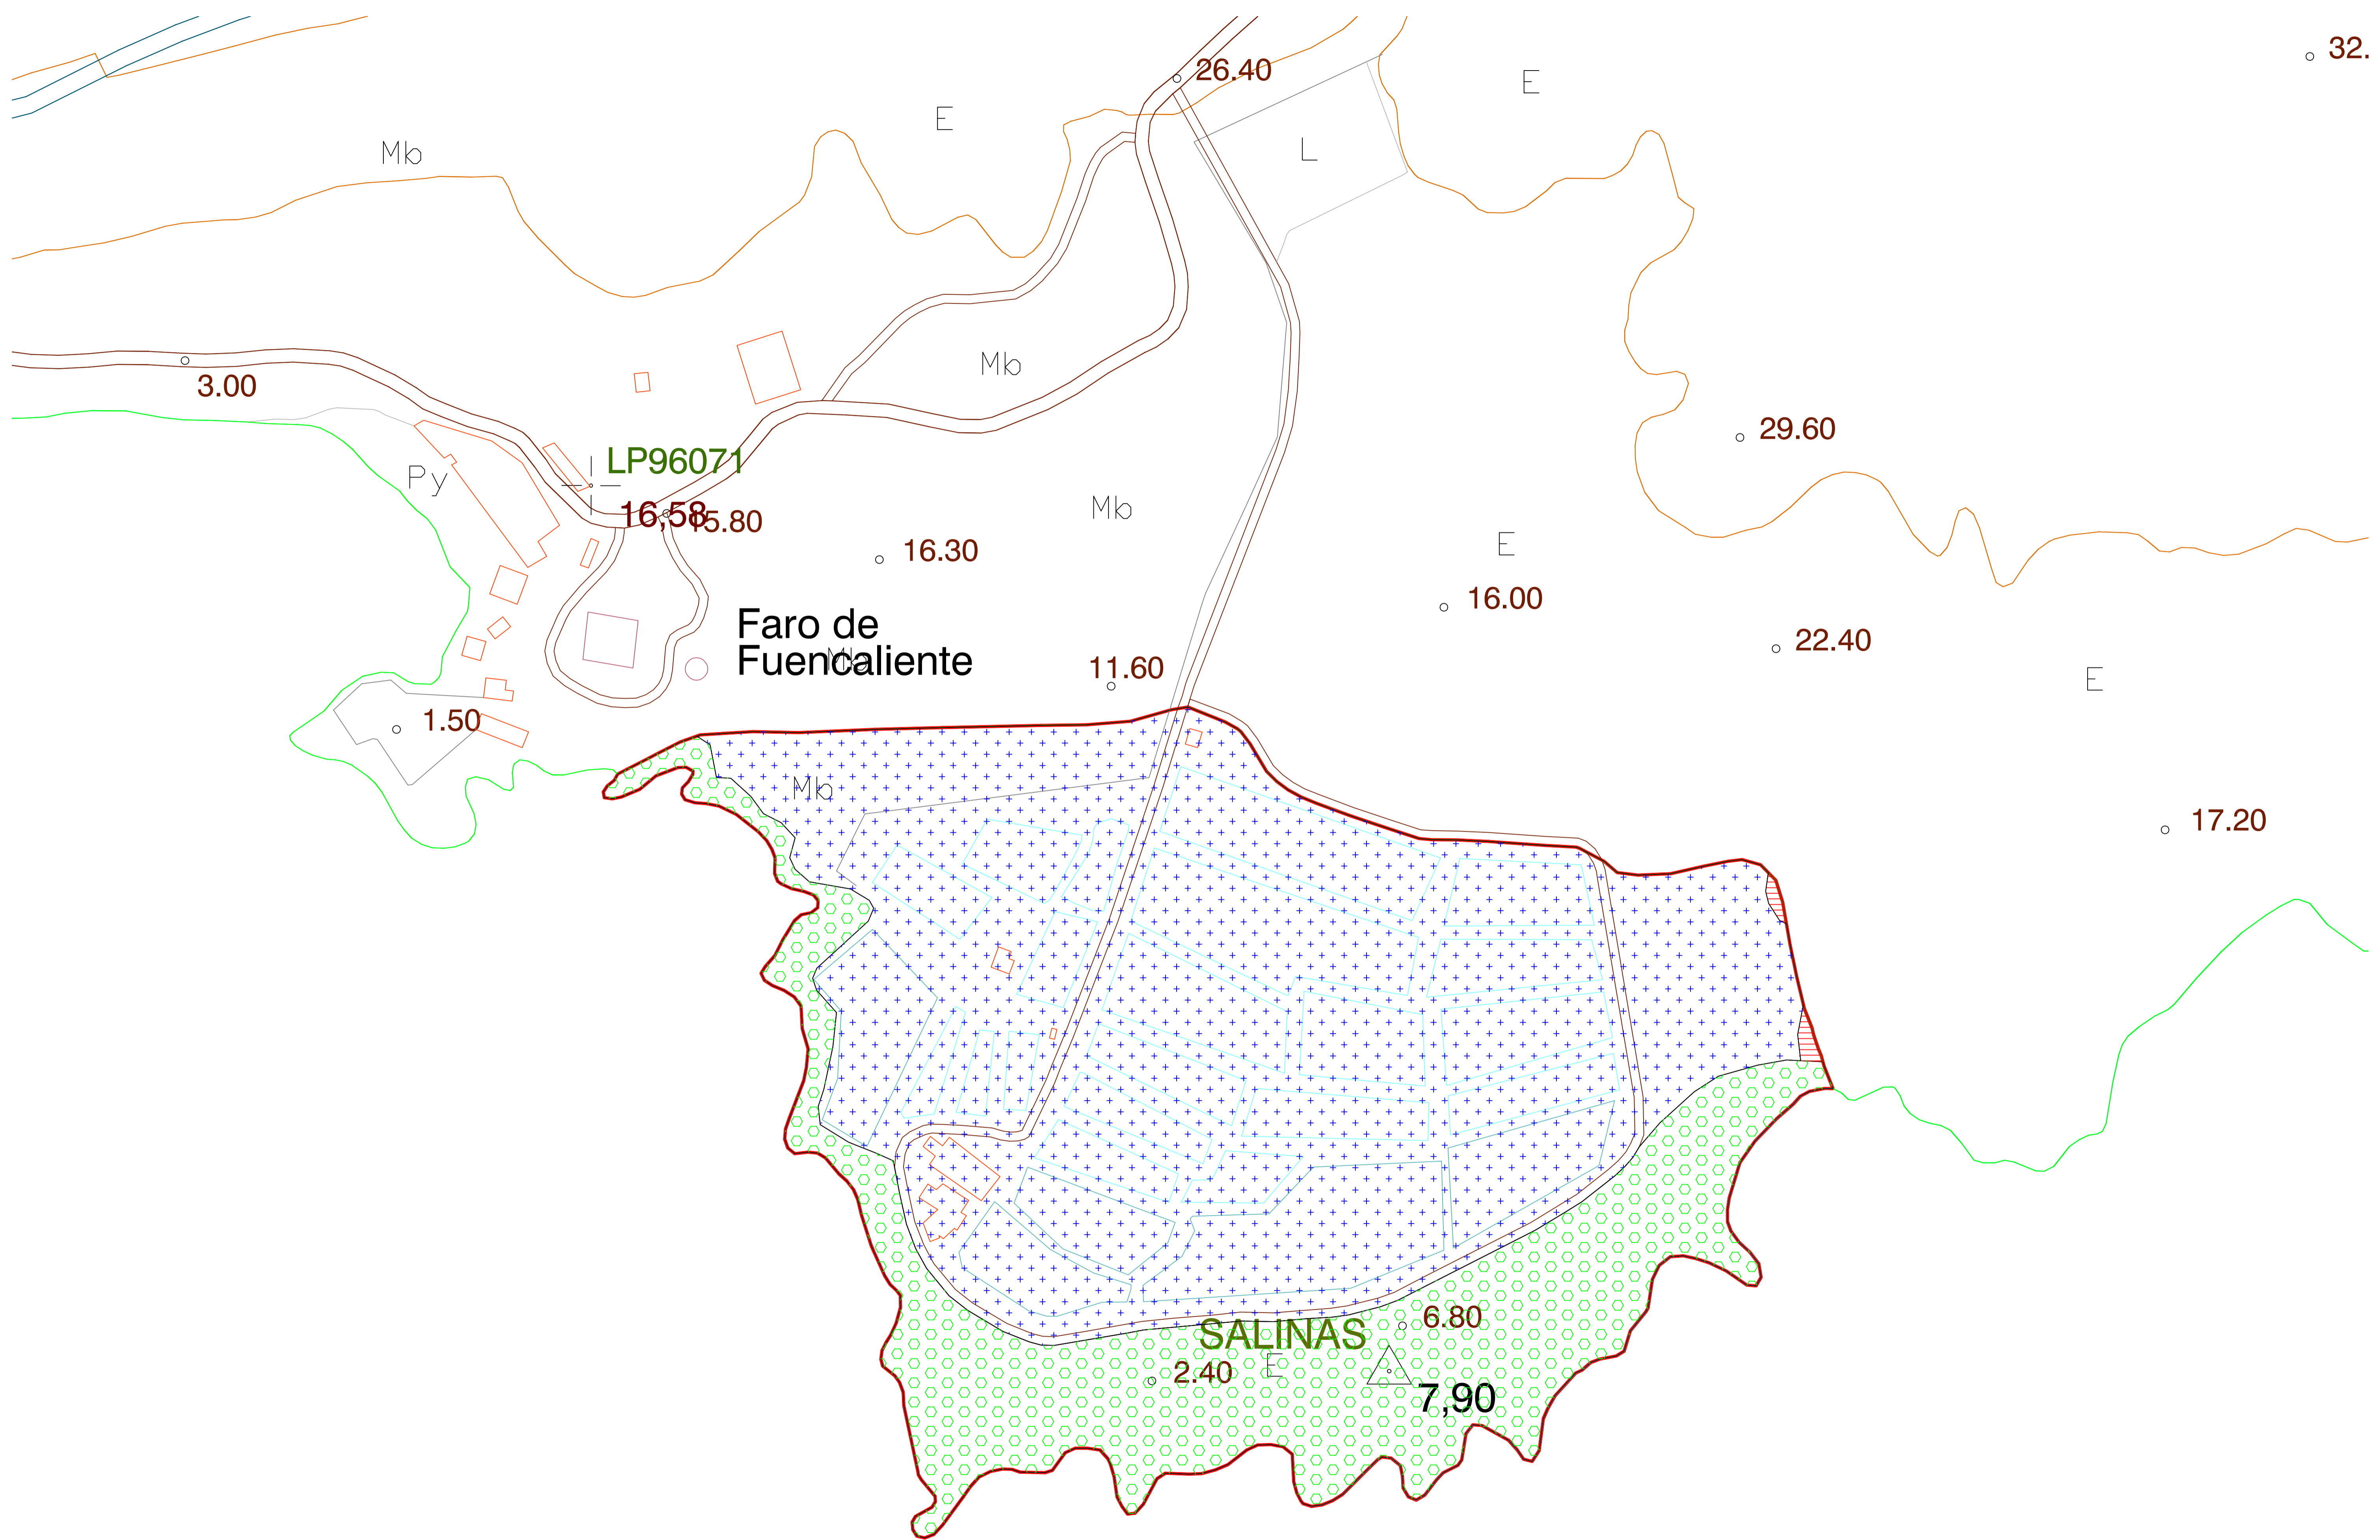 32.
26.40
E
E
Mb
L
Mb
3.00
29.60
LP96071
Py
Mb
16,58
15.80
16.30
E
16.00
Faro de
Fuencaliente
Mb
22.40
11.60
E
1.50
Mb
17.20
6.80
SALINAS
E
2.40
7,90